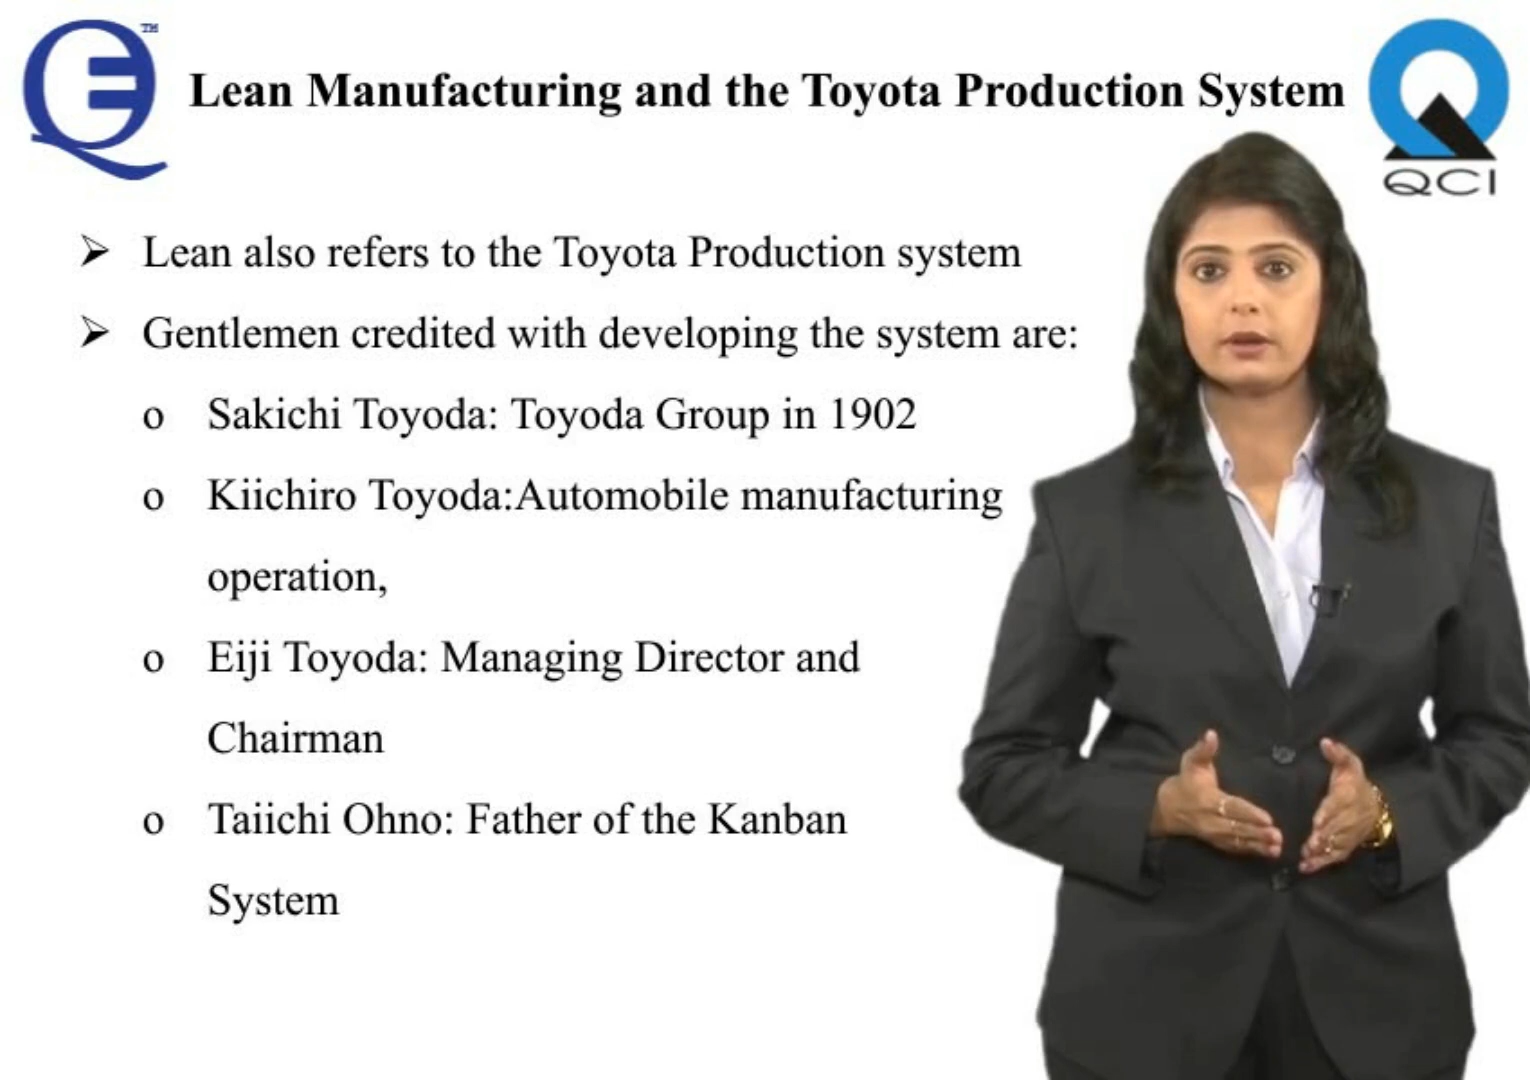 TM
Lean Manufacturing and the Toyota Production System
QCI
➢ Lean also refers to the Toyota Production system
➢ Gentlemen credited with developing the system are:
o Sakichi Toyoda: Toyoda Group in 1902
o Kiichiro Toyoda:Automobile manufacturing
operation,
o Eiji Toyoda: Managing Director and
Chairman
o Taiichi Ohno: Father of the Kanban
System